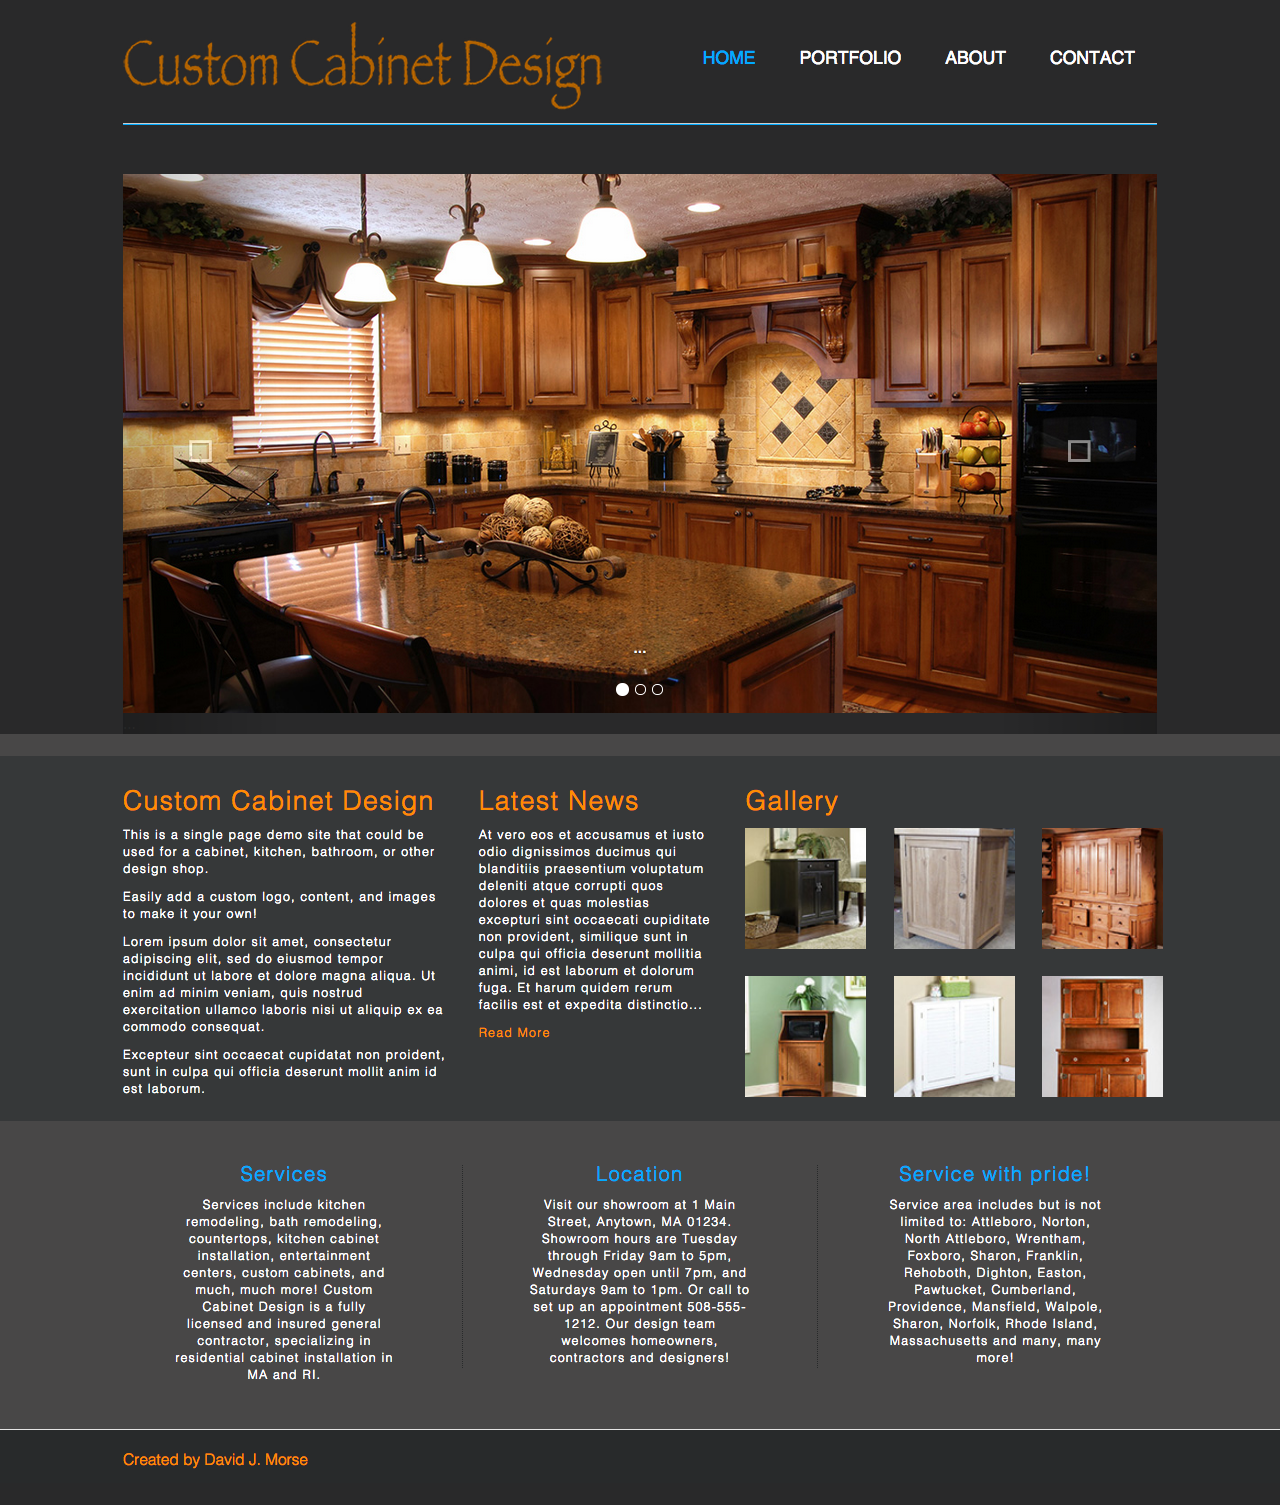 Custom Cabinet Design
HOME PORTFOLIO ABOUT CONTACT
...
Custom Cabinet Design
This is a single page demo site that could be
used for a cabinet, kitchen, bathroom, or other
design shop.
Easily add a custom logo, content, and images
to make it your own!
Lorem ipsum dolor sit amet, consectetur
adipiscing elit, sed do eiusmod tempor
incididunt ut labore et dolore magna aliqua. Ut
enim ad minim veniam, quis nostrud
exercitation ullamco laboris nisi ut aliquip ex ea
commodo consequat.
Excepteur sint occaecat cupidatat non proident,
sunt in culpa qui officia deserunt mollit anim id
est laborum.
Latest News
At vero eos et accusamus et iusto
odio dignissimos ducimus qui
blanditiis praesentium voluptatum
deleniti atque corrupti quos
dolores et quas molestias
excepturi sint occaecati cupiditate
non provident, similique sunt in
culpa qui officia deserunt mollitia
animi, id est laborum et dolorum
fuga. Et harum quidem rerum
facilis est et expedita distinctio...
Read More
Gallery
Services
Services include kitchen
remodeling, bath remodeling,
countertops, kitchen cabinet
installation, entertainment
centers, custom cabinets, and
much, much more! Custom
Cabinet Design is a fully
licensed and insured general
contractor, specializing in
residential cabinet installation in
MA and RI.
Location
Visit our showroom at 1 Main
Street, Anytown, MA 01234.
Showroom hours are Tuesday
through Friday 9am to 5pm,
Wednesday open until 7pm, and
Saturdays 9am to 1pm. Or call to
set up an appointment 508-555-
1212. Our design team
welcomes homeowners,
contractors and designers!
Service with pride!
Service area includes but is not
limited to: Attleboro, Norton,
North Attleboro, Wrentham,
Foxboro, Sharon, Franklin,
Rehoboth, Dighton, Easton,
Pawtucket, Cumberland,
Providence, Mansfield, Walpole,
Sharon, Norfolk, Rhode Island,
Massachusetts and many, many
more!
Created by David J. Morse